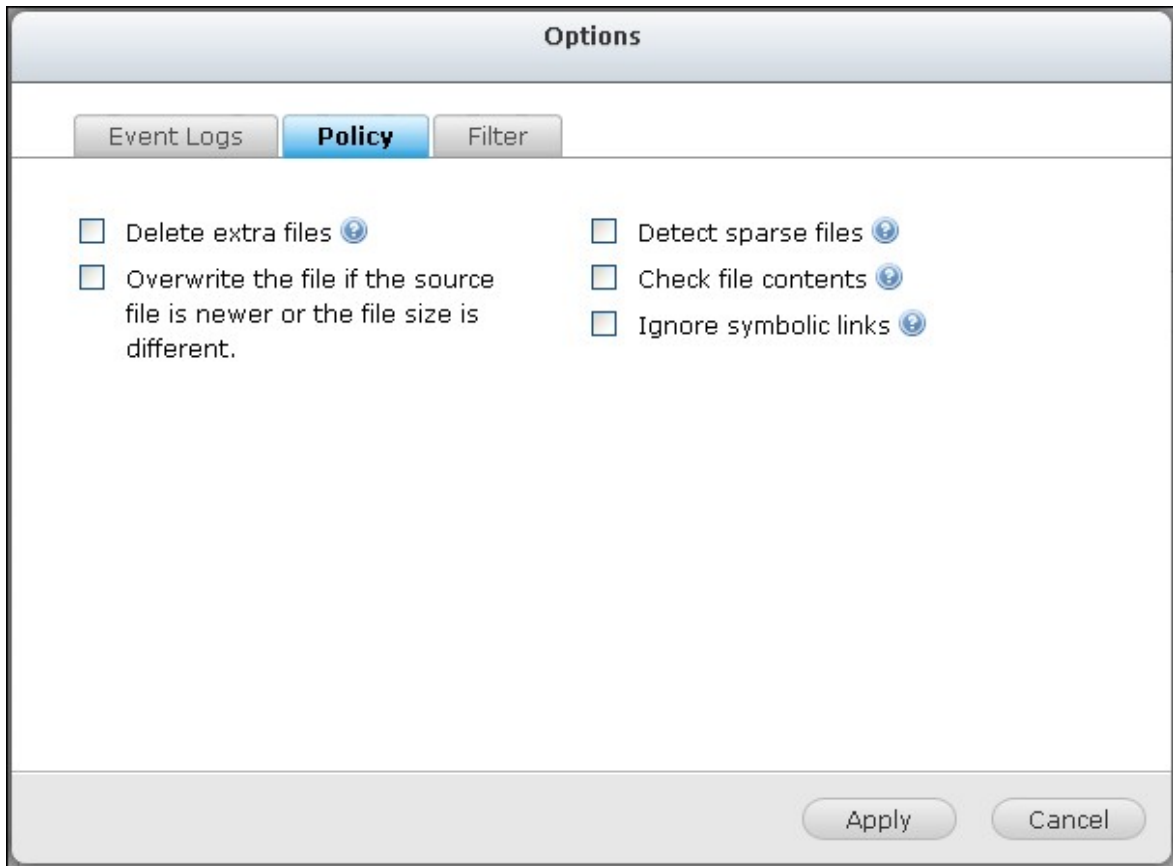 Options
Event Logs
Policy
Filter
Delete extra files
Overwrite the file if the source
file is newer or the file size is
different.
Detect sparse files
Check file contents
Ignore symbolic links
Apply
Cancel